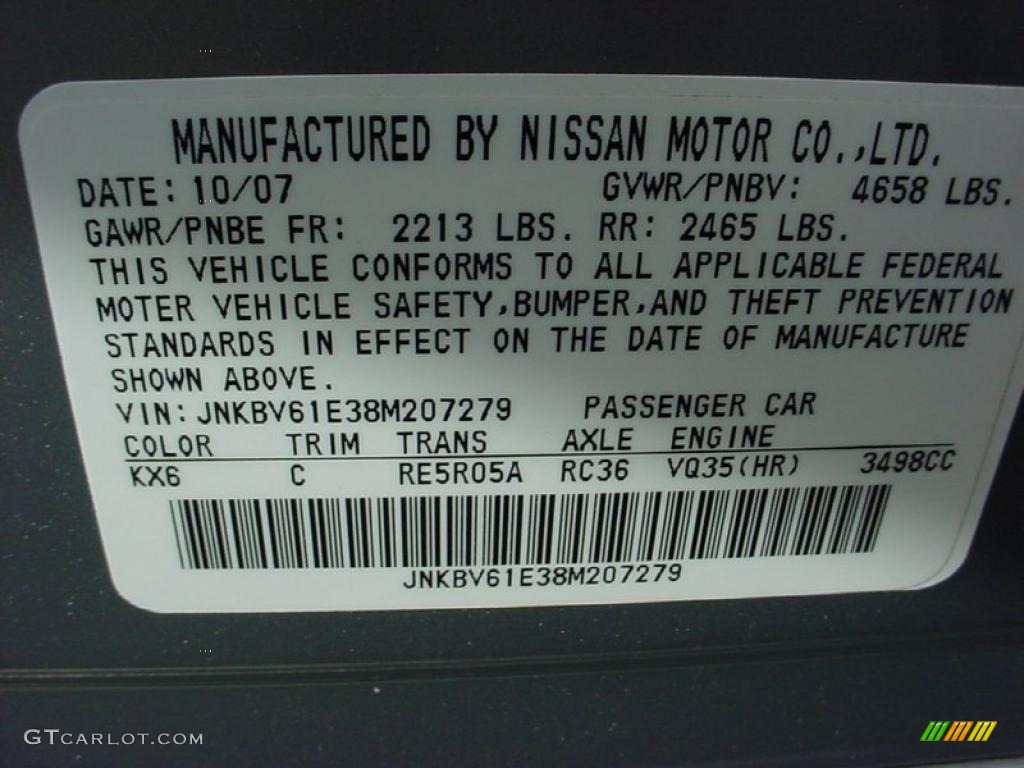 MANUFACTURED BY NISSAN MOTOR CO.,LTD.
DATE: 10/07 GVWR/PNBV: 4658 LBS.
GAWR/PNBE FR: 2213 LBS. RR: 2465 LBS.
THIS VEHICLE CONFORMS TO ALL APPLICABLE FEDERAL
MOTER VEHICLE SAFETY,BUMPER,AND THEFT PREVENTION
STANDARDS IN EFFECT ON THE DATE OF MANUFACTURE
SHOWN ABOVE.
VIN: JNKBV61E38M207279 PASSENGER CAR
COLOR TRIM TRANS AXLE ENGINE
KX6 C RE5R05A RC36 VQ35(HR) 3498CC
JNKBV61E38M207279
GTCARLOT.COM